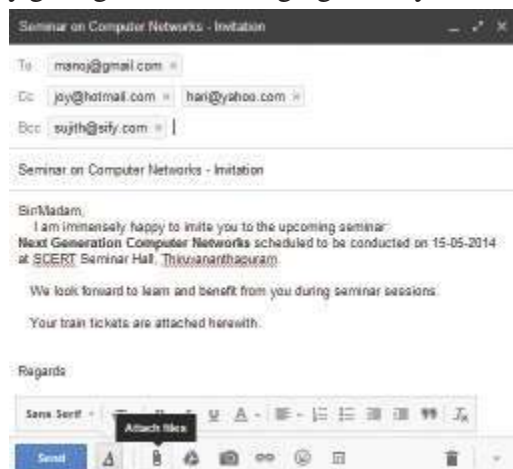 Seminar on Computer Networks - Invitation
To manoj@gmail.com
Cc joy@hotmail.com hari@yahoo.com
Bcc sujith@sify.com
Seminar on Computer Networks - Invitation
Sir/Madam,
I am immensely happy to invite you to the upcoming seminar
Next Generation Computer Networks scheduled to be conducted on 15-05-2014
at SCERT Seminar Hall, Thiruvananthapuram
We look forward to learn and benefit from you during seminar sessions.
Your train tickets are attached herewith.
Regards
Sans Serif
Attach files
Send